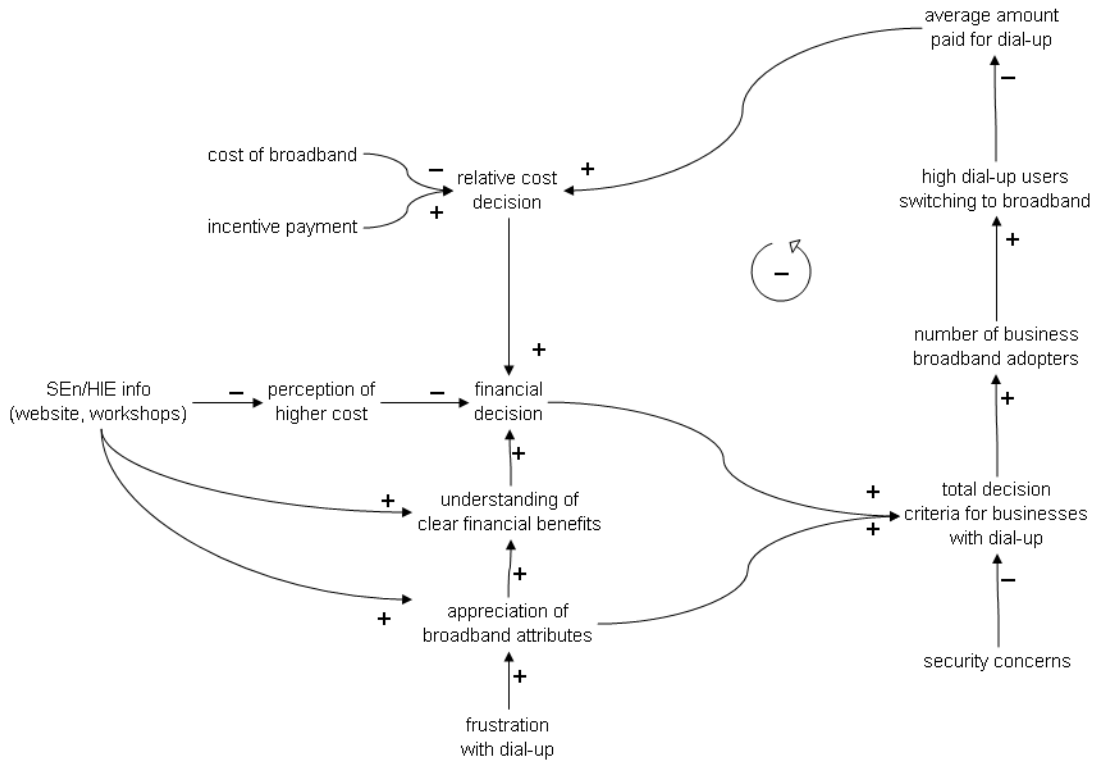 average amount
paid for dial-up
cost of broadband
−
relative cost
decision
+
incentive payment
+
−
high dial-up users
switching to broadband
+
−
number of business
broadband adopters
+
SEn/HIE info
(website, workshops)
−
perception of
higher cost
−
financial
decision
+
+
understanding of
clear financial benefits
+
+
+
total decision
criteria for businesses
with dial-up
+
+
appreciation of
broadband attributes
−
security concerns
+
frustration
with dial-up